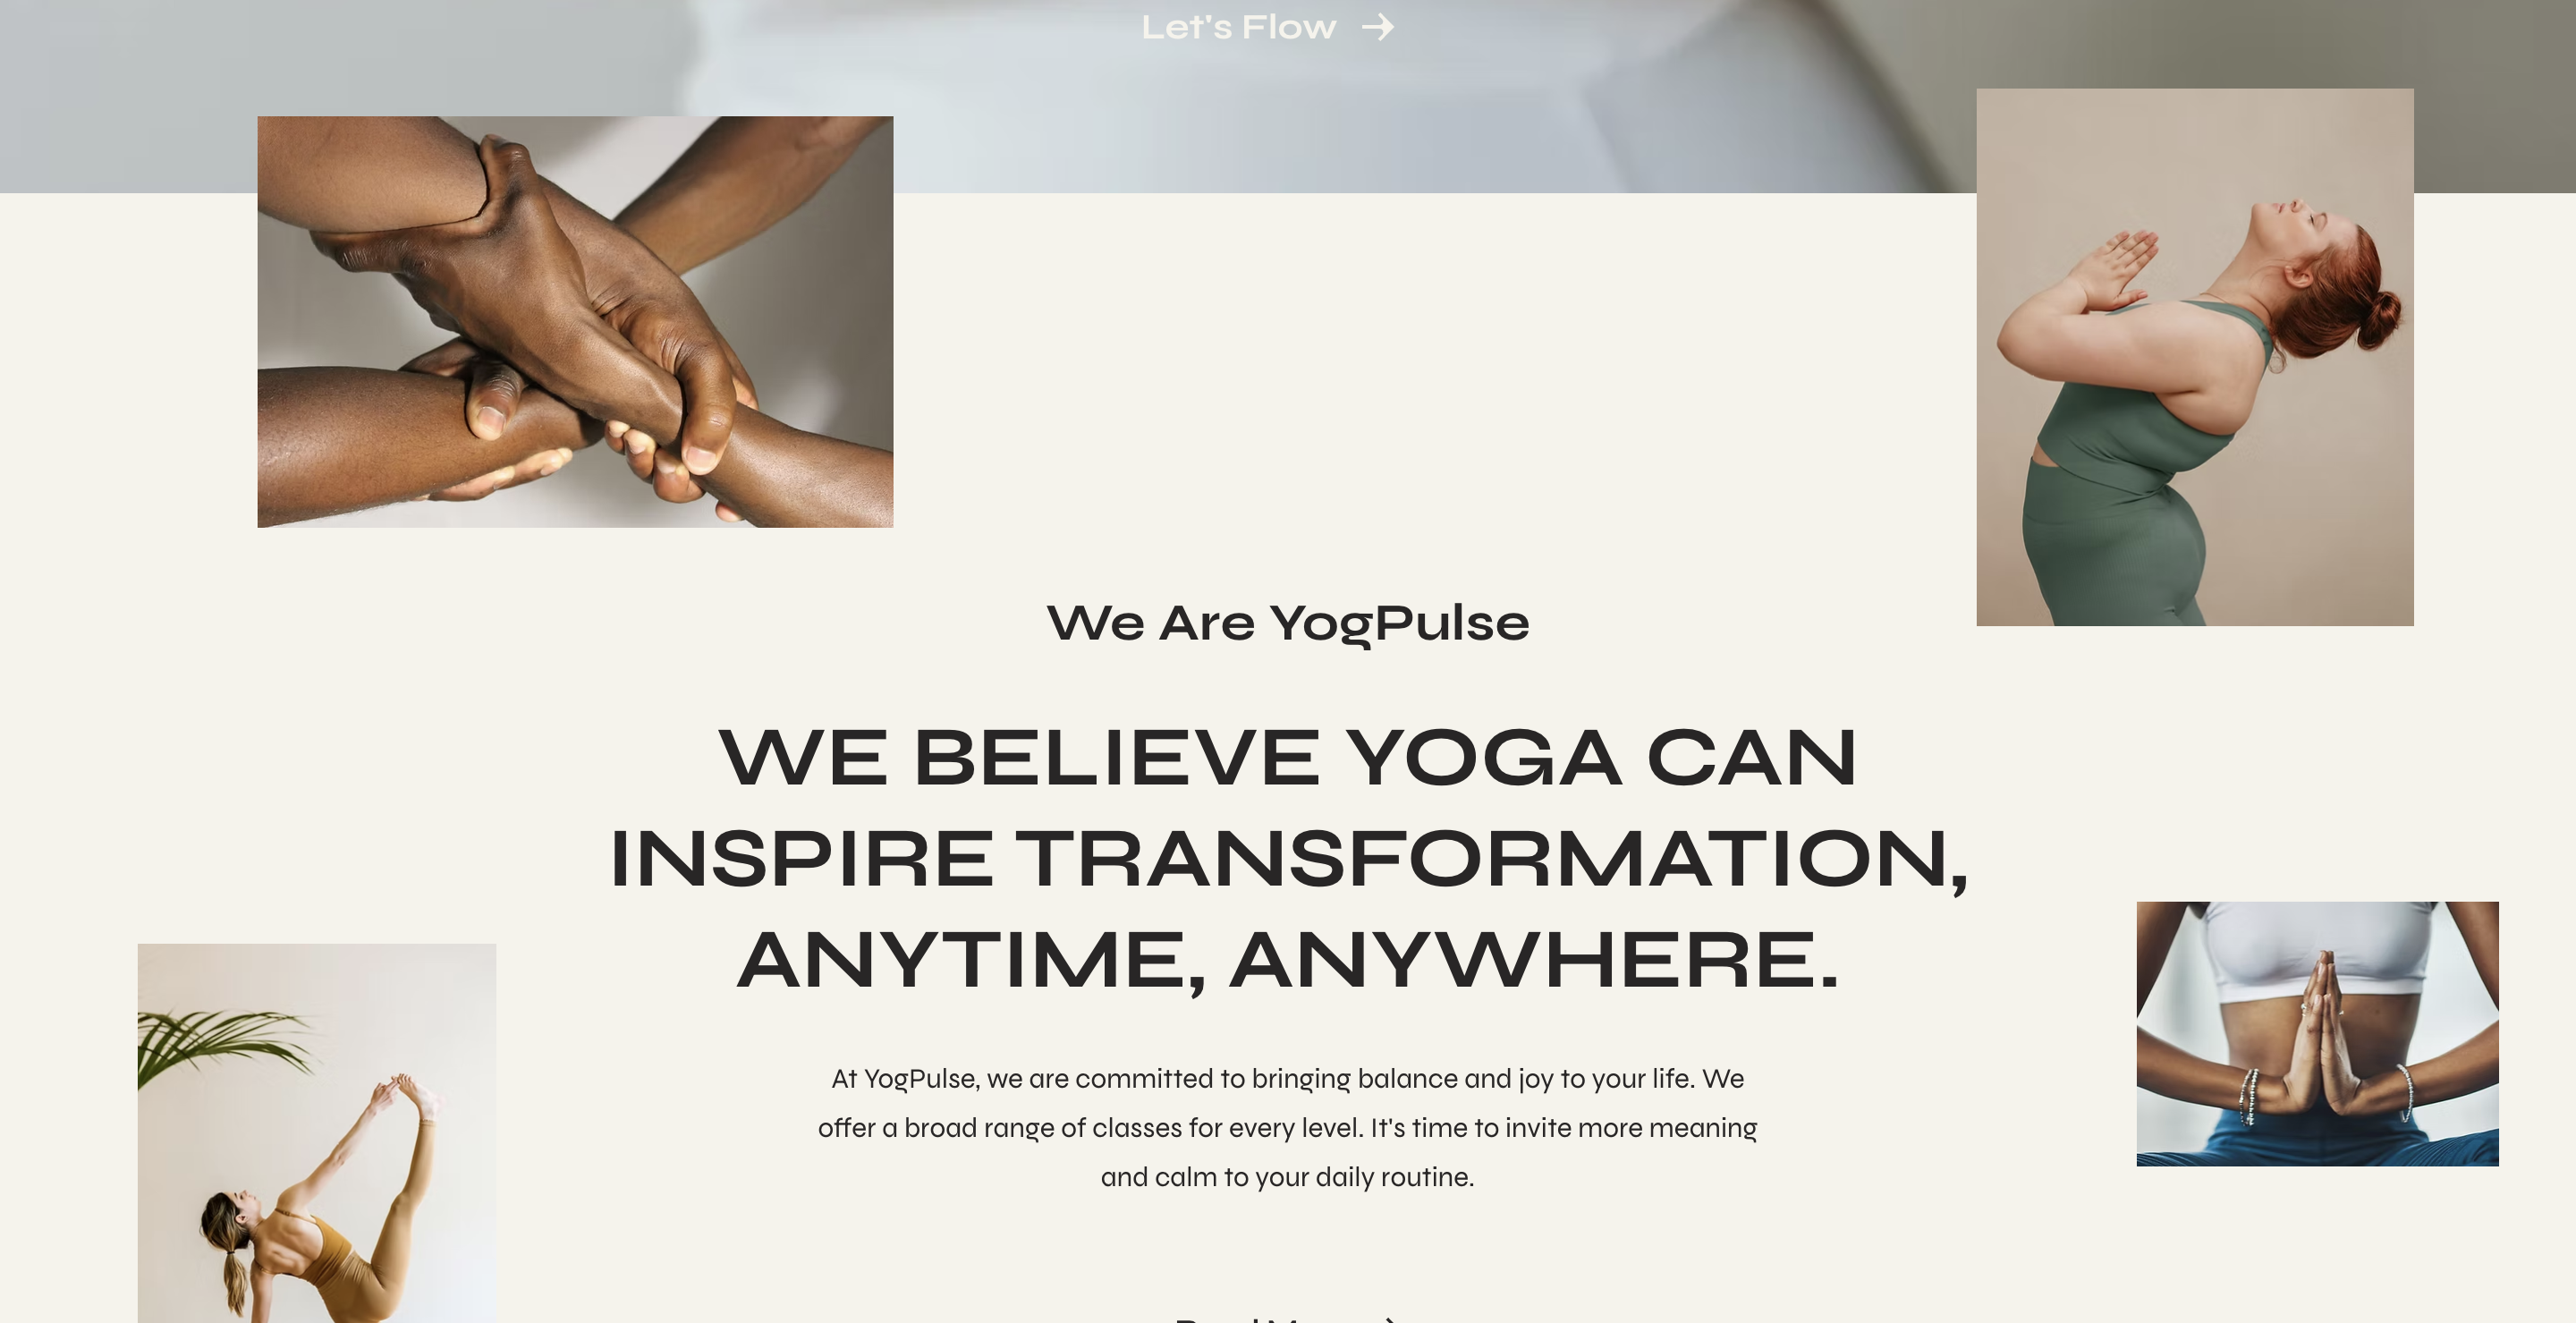 Let's Flow →
We Are YogPulse
WE BELIEVE YOGA CAN
INSPIRE TRANSFORMATION,
ANYTIME, ANYWHERE.
At YogPulse, we are committed to bringing balance and joy to your life. We
offer a broad range of classes for every level. It's time to invite more meaning
and calm to your daily routine.